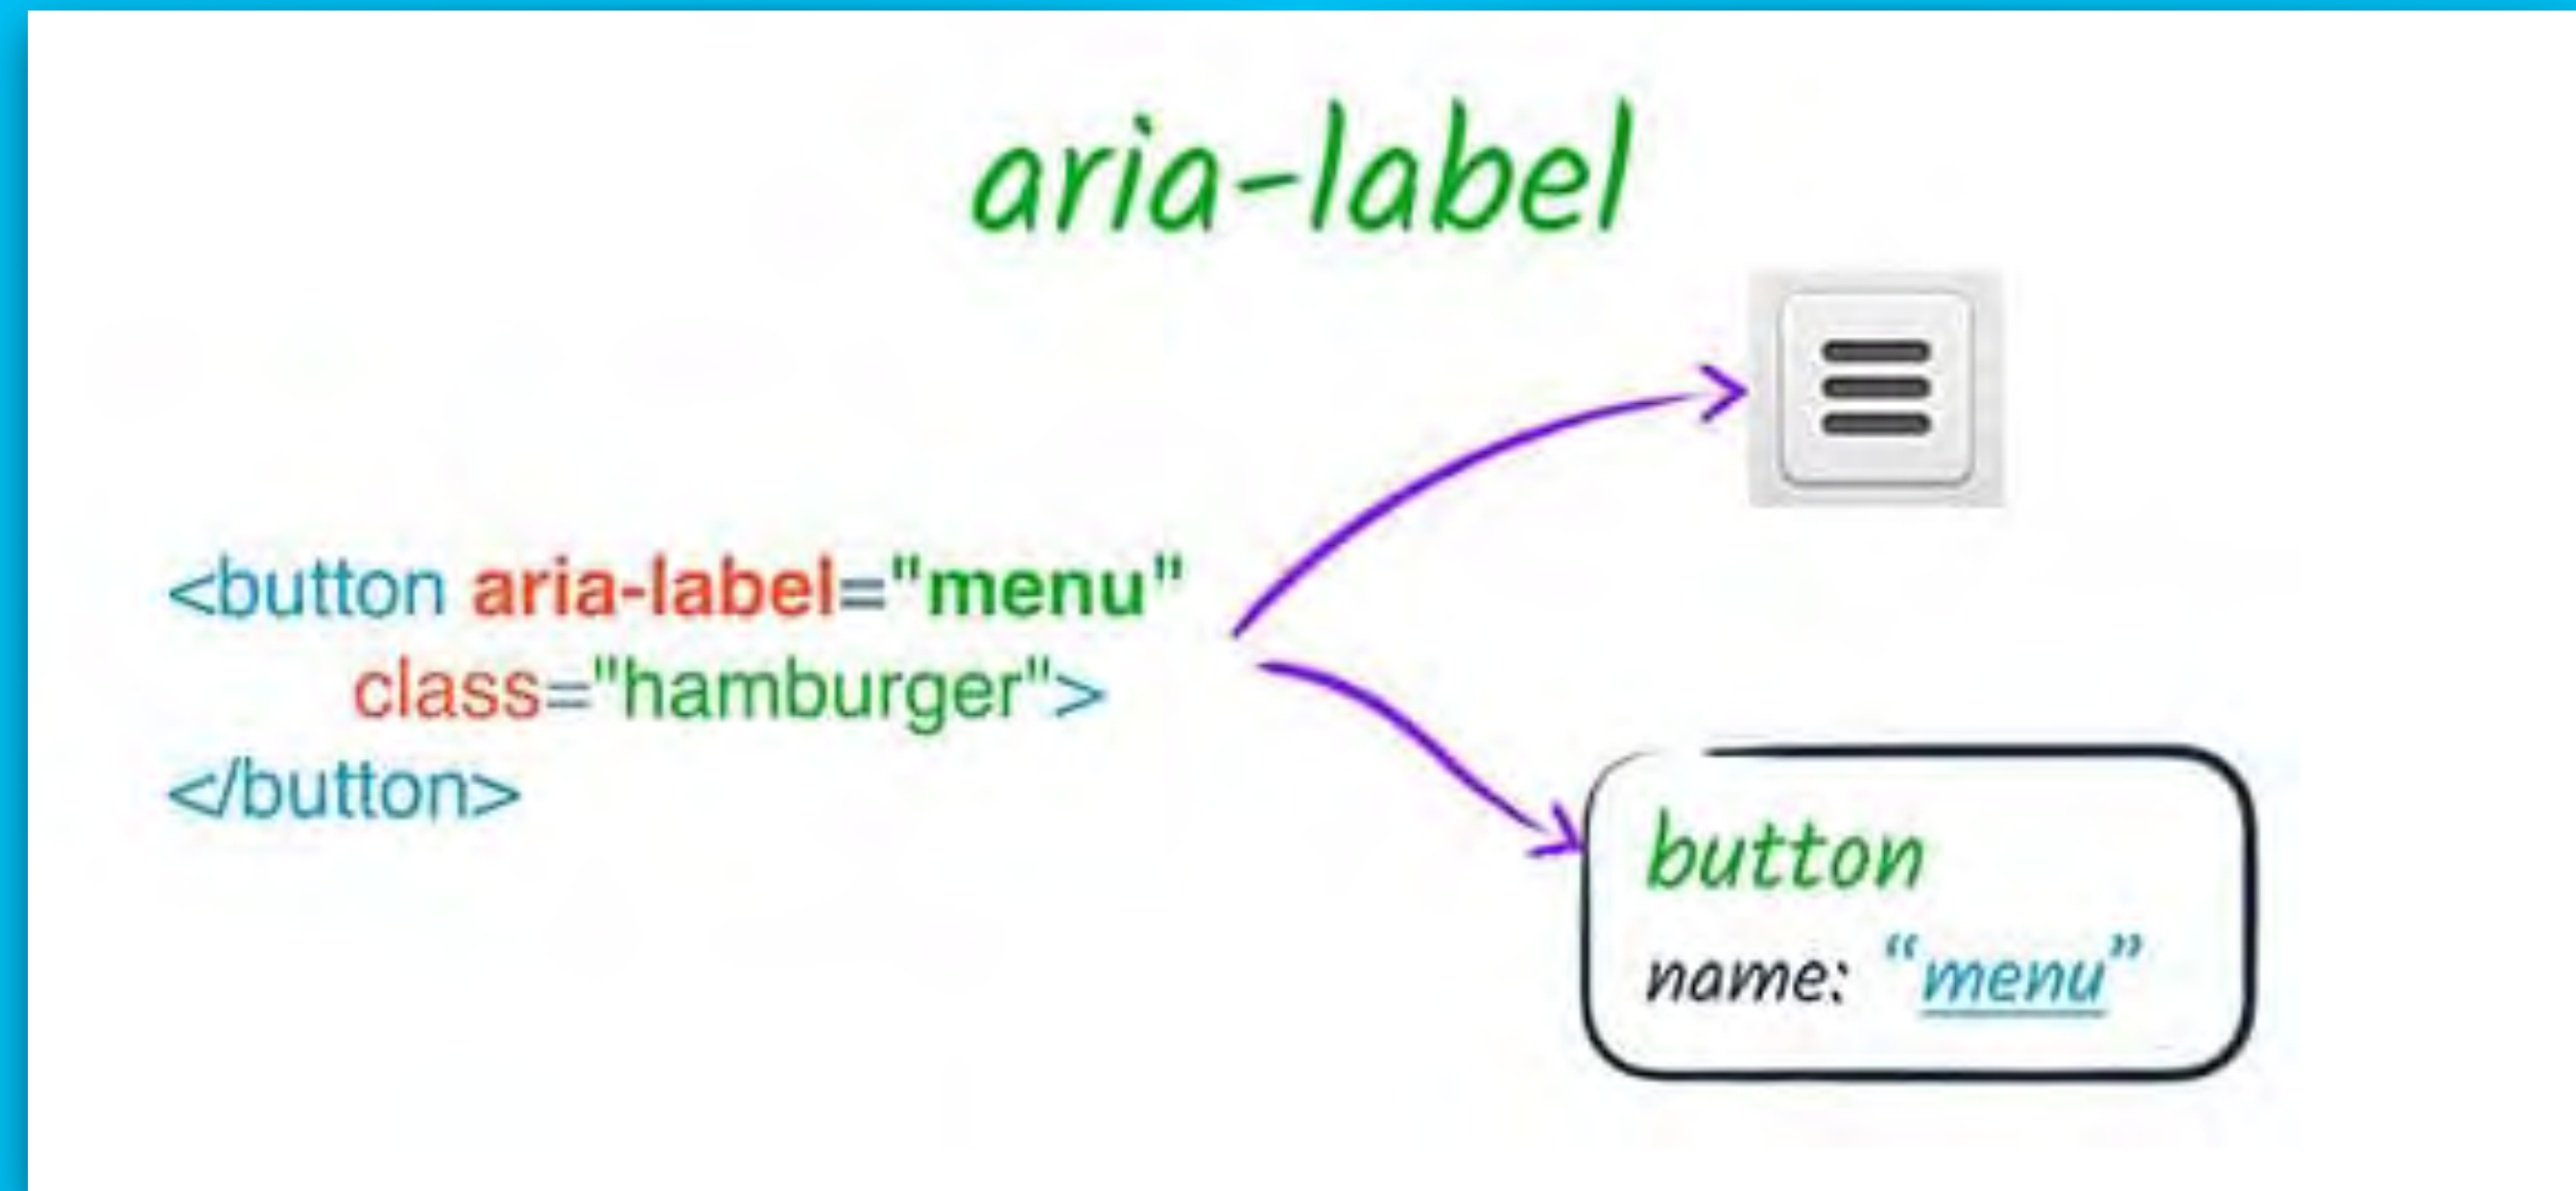 aria-label
<button aria-label="menu"
class="hamburger">
</button>
button
name: “menu”